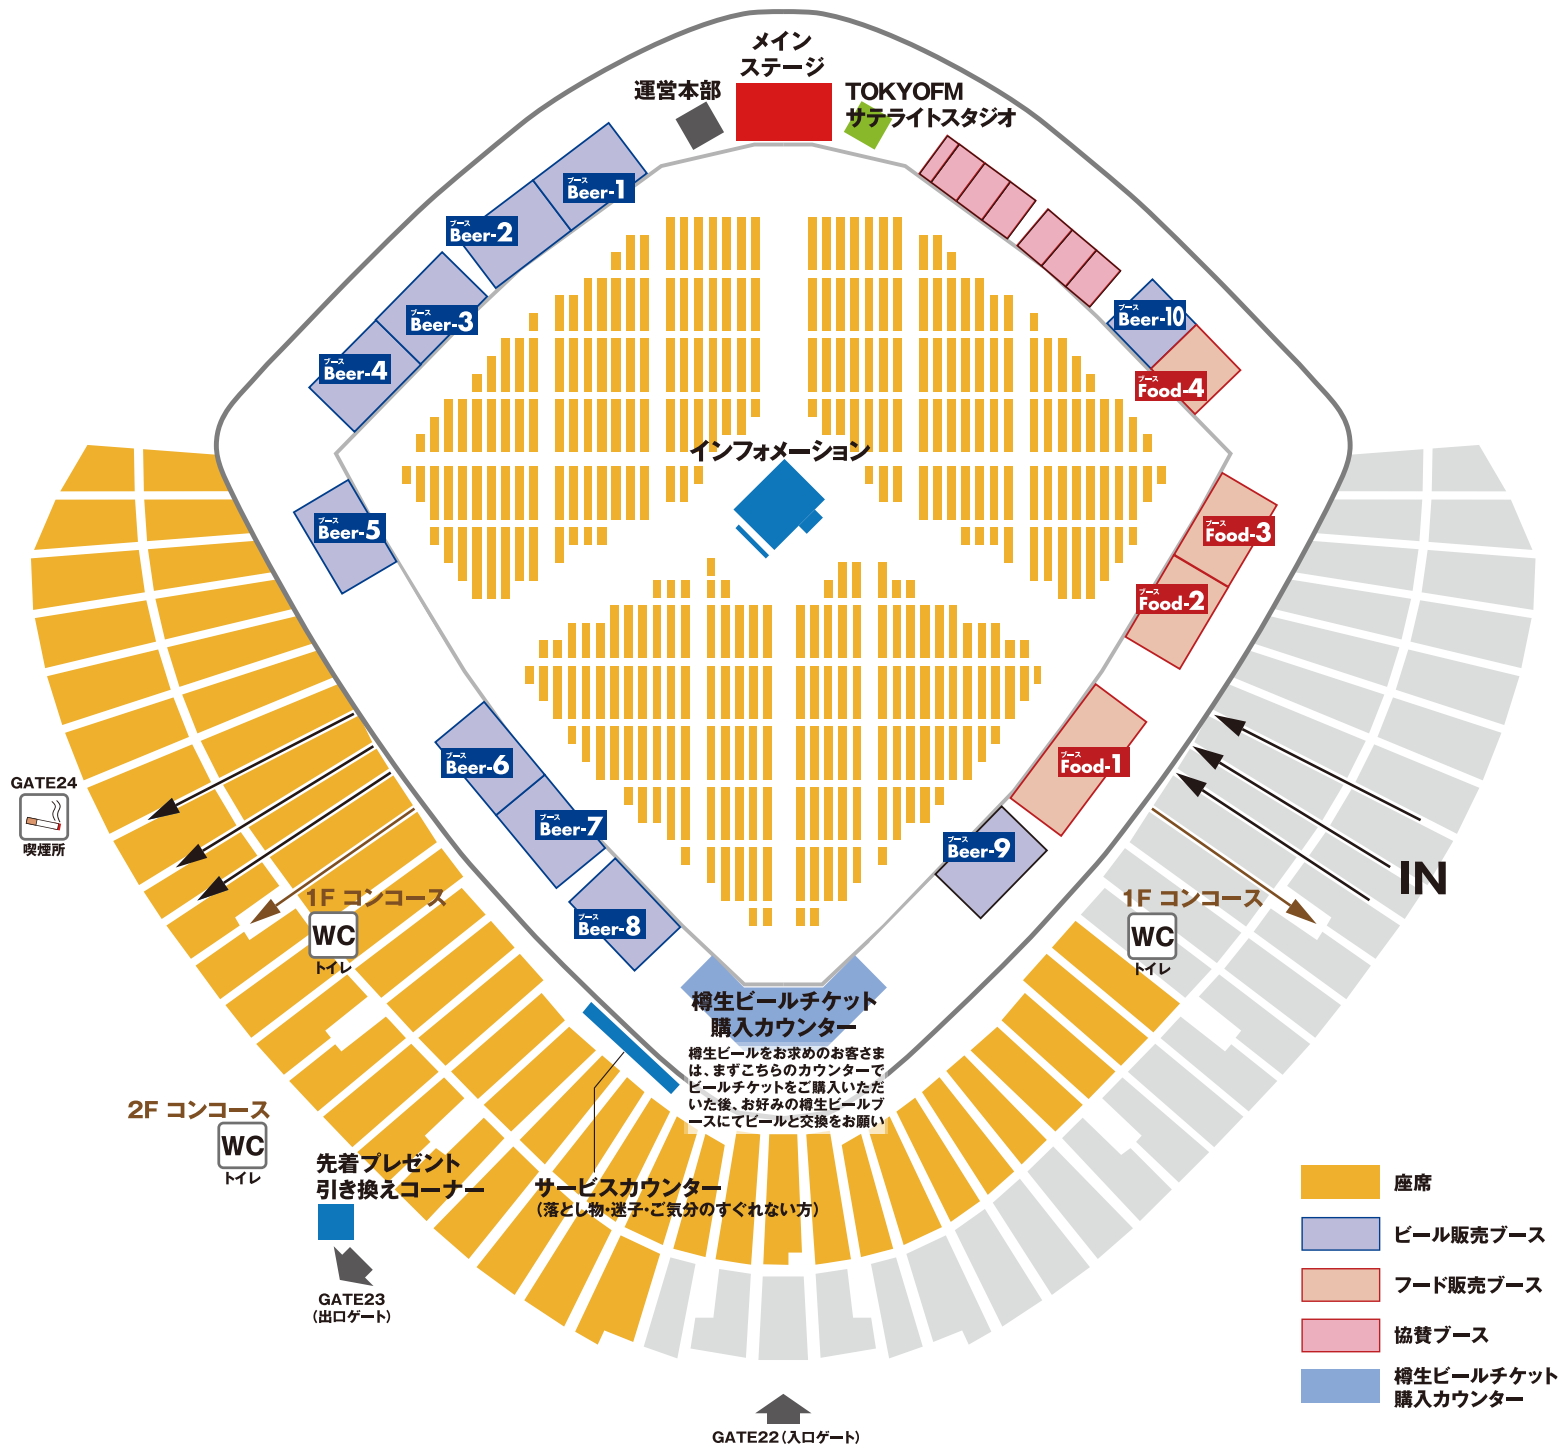 メイン
ステージ
運営本部
TOKYOFM
サテライトスタジオ
ブース
Beer-1
ブース
Beer-2
ブース
Beer-3
ブース
Beer-4
ブース
Beer-10
ブース
Food-4
インフォメーション
ブース
Beer-5
ブース
Food-3
ブース
Food-2
ブース
Beer-6
ブース
Food-1
GATE24
喫煙所
ブース
Beer-7
ブース
Beer-9
IN
1F コンコース
WC
トイレ
1F コンコース
WC
トイレ
ブース
Beer-8
樽生ビールチケット
購入カウンター
樽生ビールをお求めのお客さま
は、まずこちらのカウンターで
ビールチケットをご購入いただ
いた後、お好みの樽生ビールブ
ースにてビールと交換をお願い
2F コンコース
WC
トイレ
先着プレゼント
引き換えコーナー
サービスカウンター
(落とし物・迷子・ご気分のすぐれない方)
GATE23
(出口ゲート)
座席
ビール販売ブース
フード販売ブース
協賛ブース
樽生ビールチケット
購入カウンター
GATE22(入口ゲート)